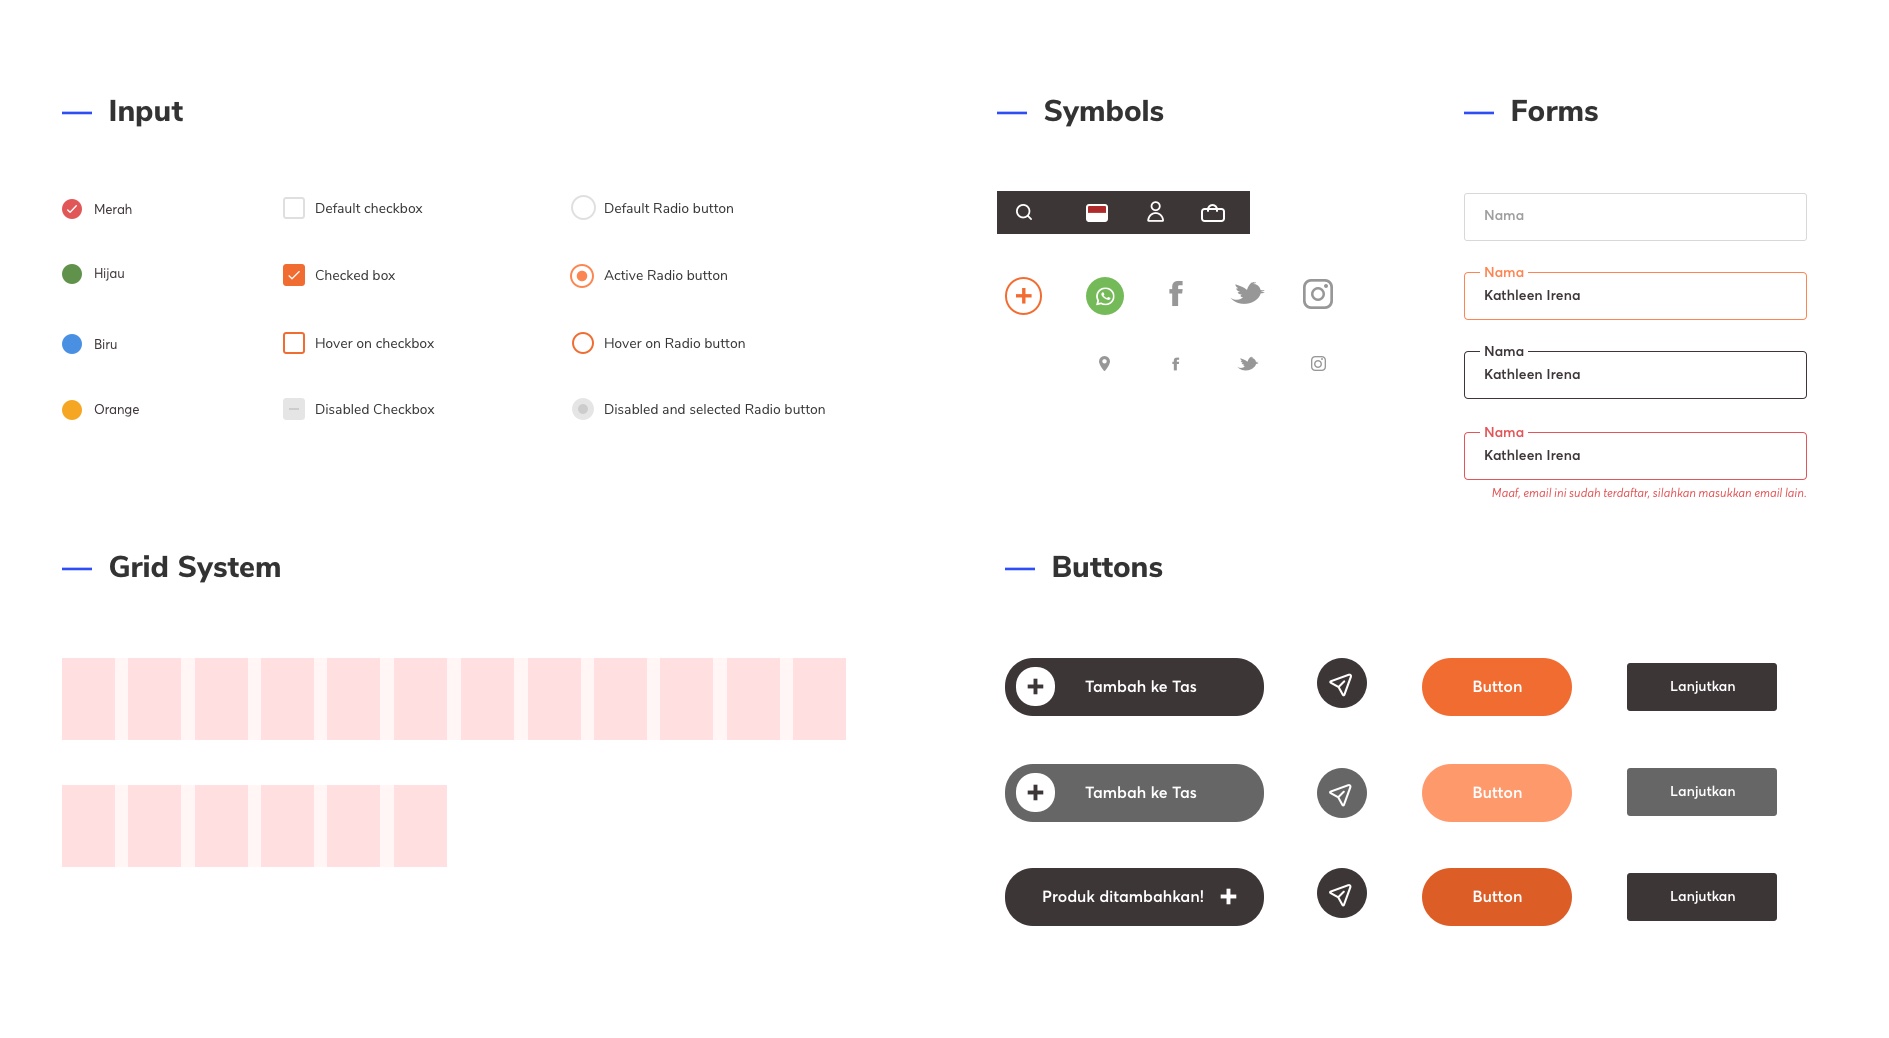 Input
Merah
Default checkbox
Default Radio button
Hijau
Checked box
Active Radio button
Biru
Hover on checkbox
Hover on Radio button
Orange
Disabled Checkbox
Disabled and selected Radio button
Symbols
Forms
Nama
Nama
Kathleen Irena
Nama
Kathleen Irena
Nama
Kathleen Irena
Maaf, email ini sudah terdaftar, silahkan masukkan email lain.
Grid System
Buttons
Tambah ke Tas
Button
Lanjutkan
Tambah ke Tas
Button
Lanjutkan
Produk ditambahkan!
Button
Lanjutkan